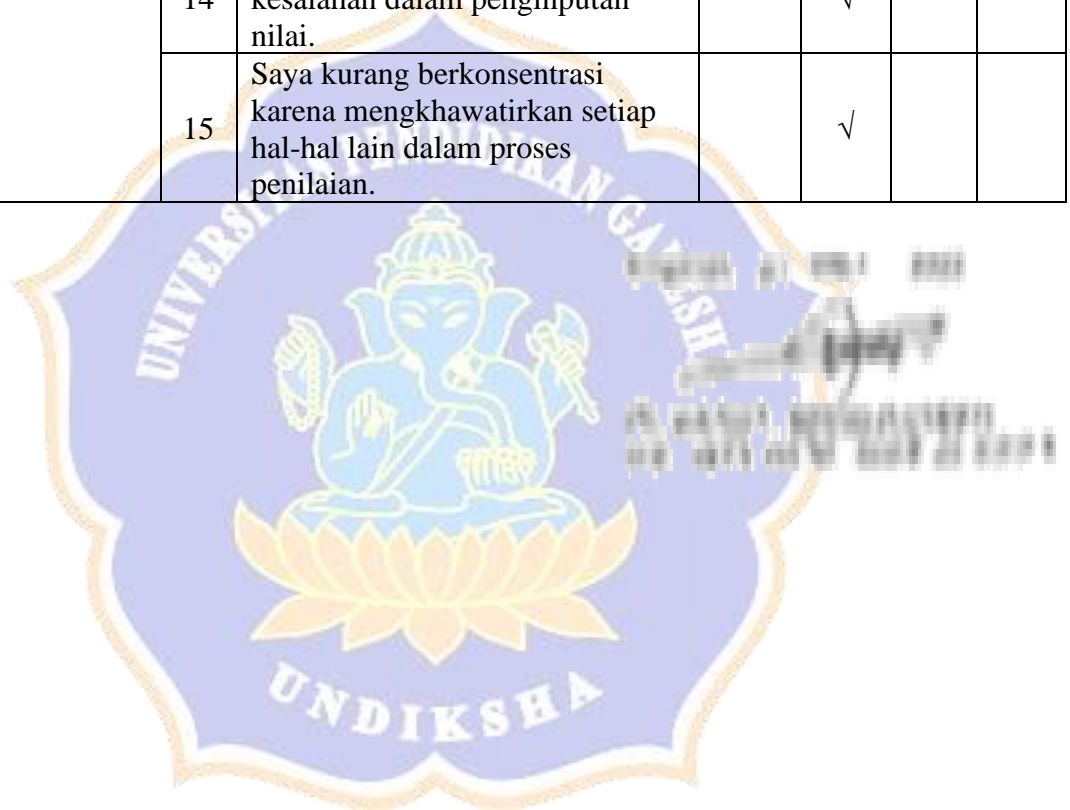 14 kesalahan dalam penginputan √
nilai.
Saya kurang berkonsentrasi
karena mengkhawatirkan setiap
15 hal-hal lain dalam proses √
penilaian.
UNIVERSITAS PENDIDIKAN GANESHA
UNDIKSHA